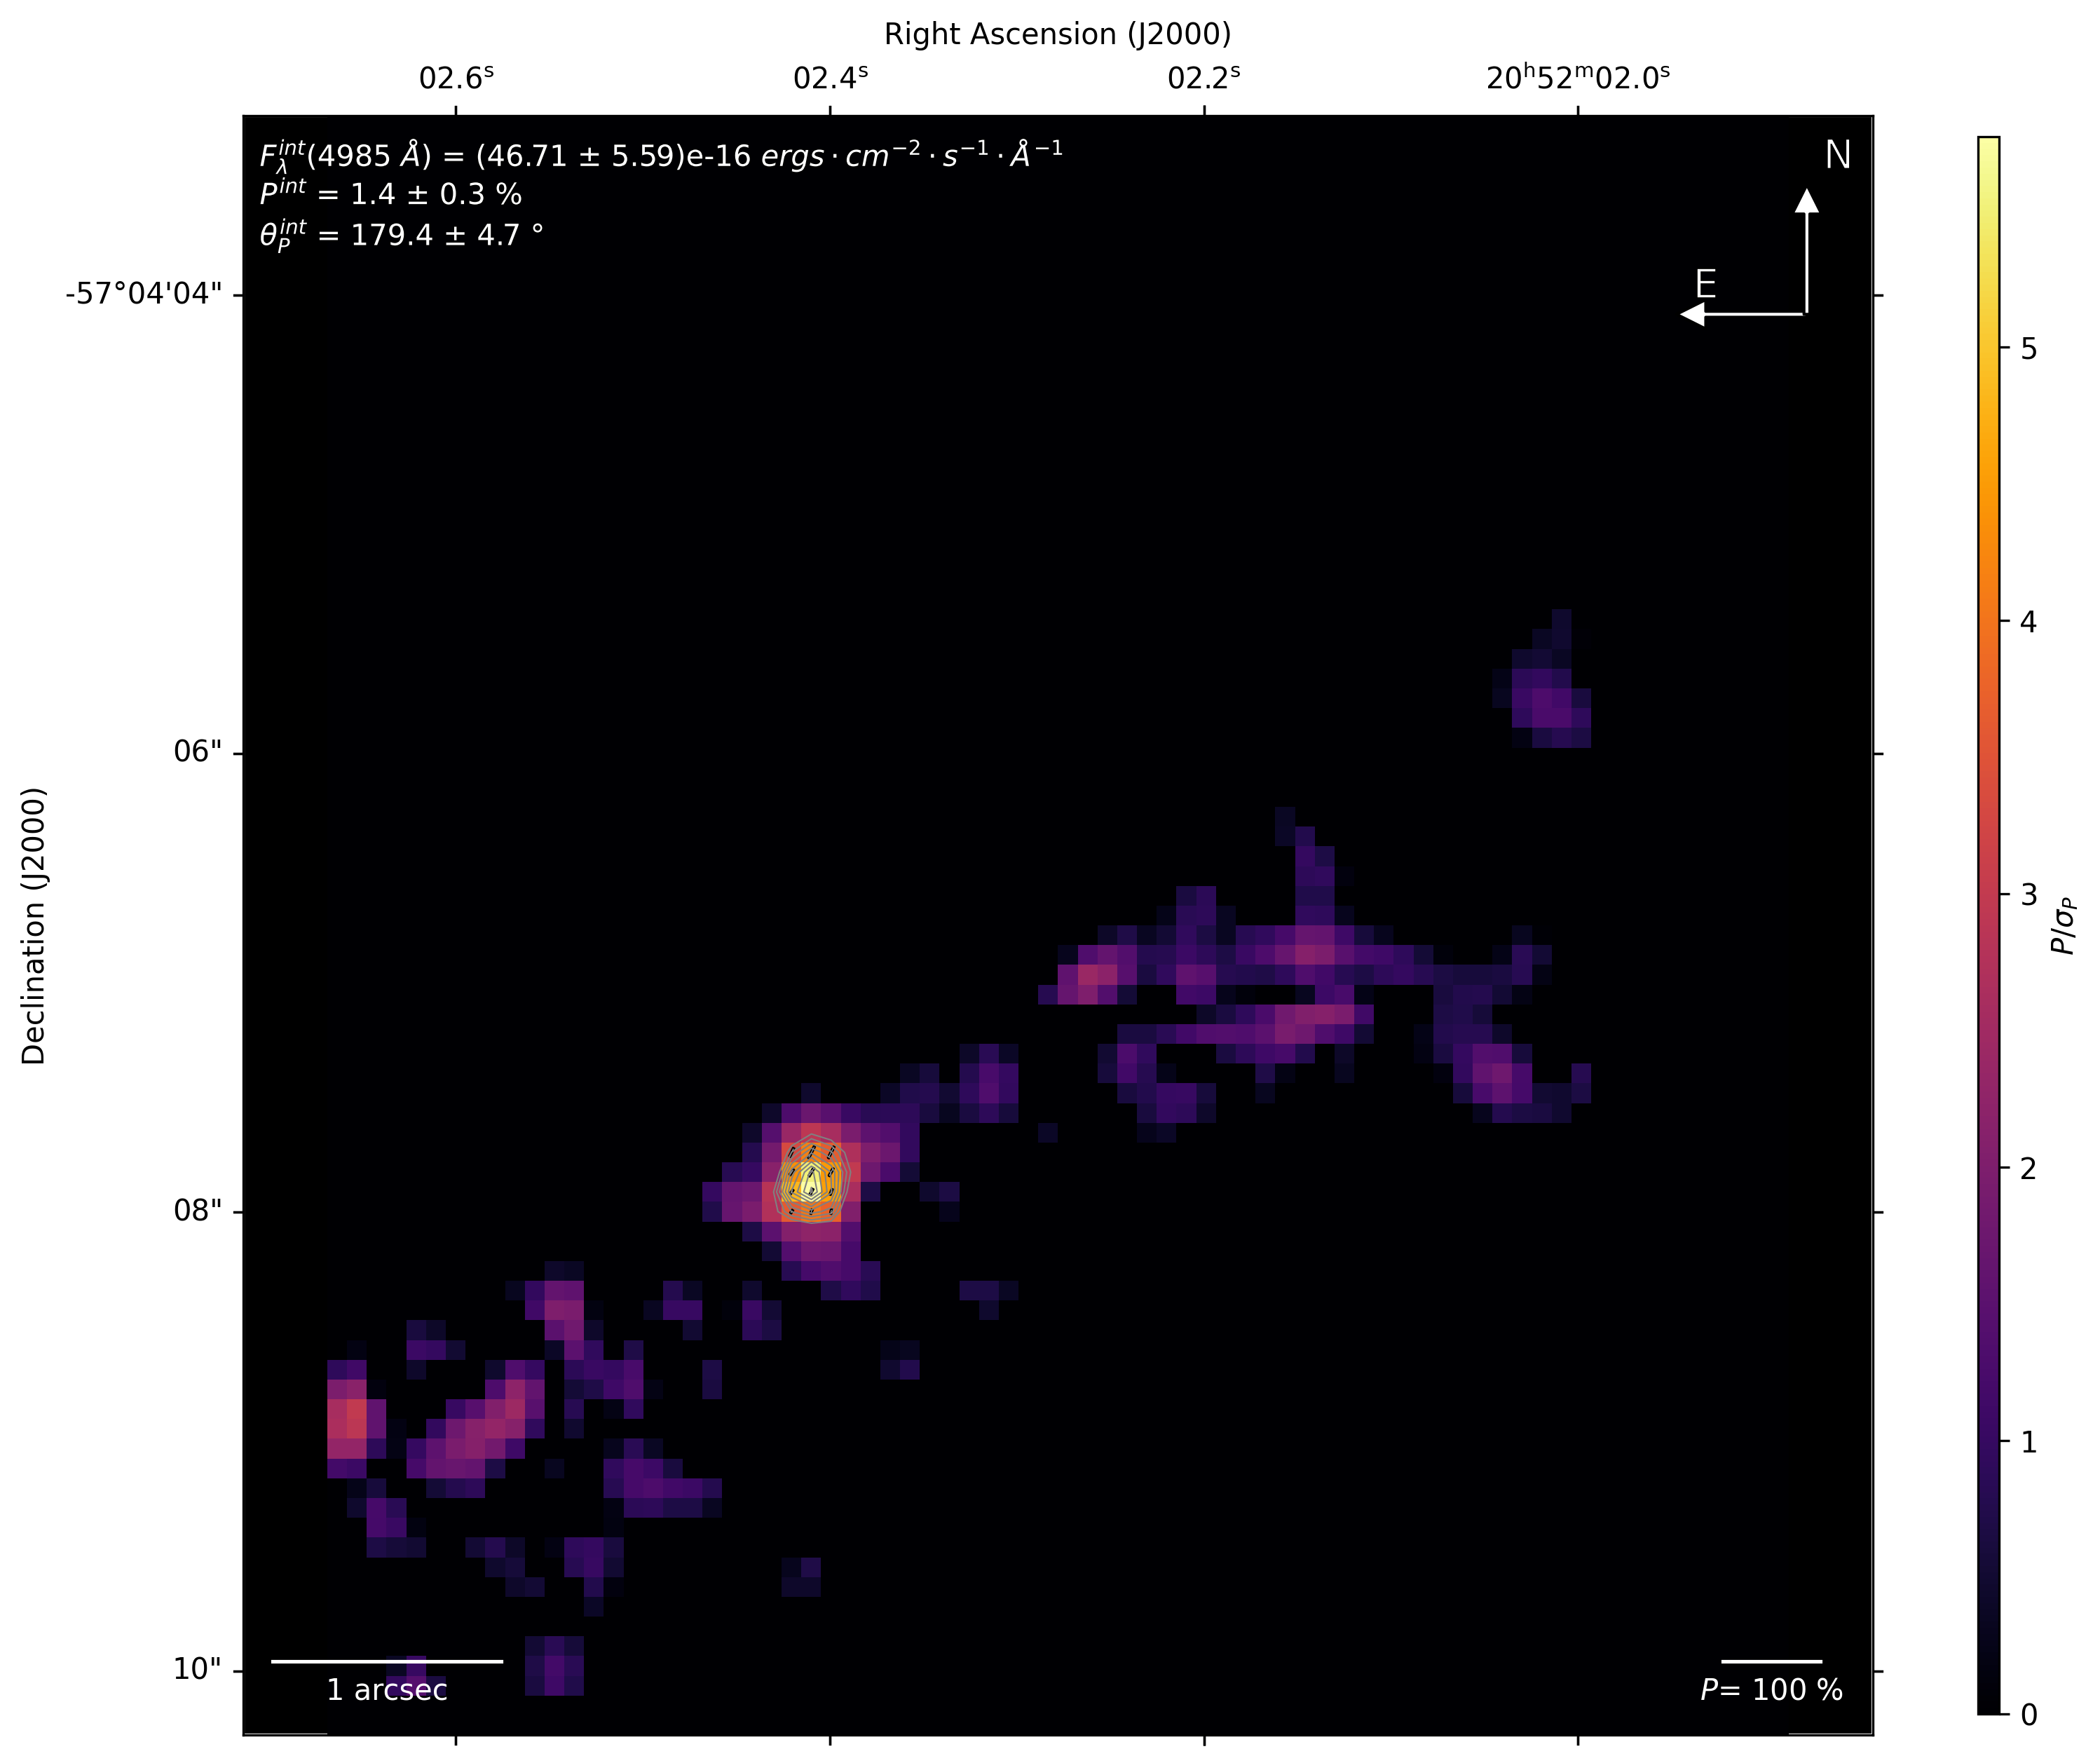 Right Ascension (J2000)
02.6ˢ 02.4ˢ 02.2ˢ 20ʰ52ᵐ02.0ˢ
F_λ^int(4985 Å) = (46.71 ± 5.59)e-16 ergs · cm⁻² · s⁻¹ · Å⁻¹
P^int = 1.4 ± 0.3 %
θ_P^int = 179.4 ± 4.7 °
N
E
-57°04'04"
06"
08"
10"
Declination (J2000)
1 arcsec
P= 100 %
5
4
3
2
1
0
P/σ_P